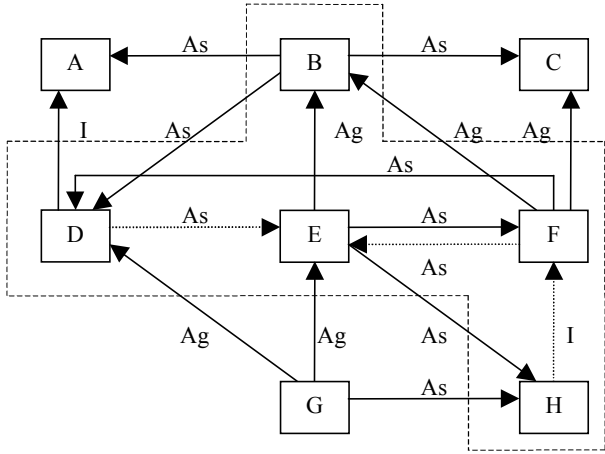 A As B As C
I As Ag Ag Ag
As
D As E As F
As
Ag Ag As I
G As H